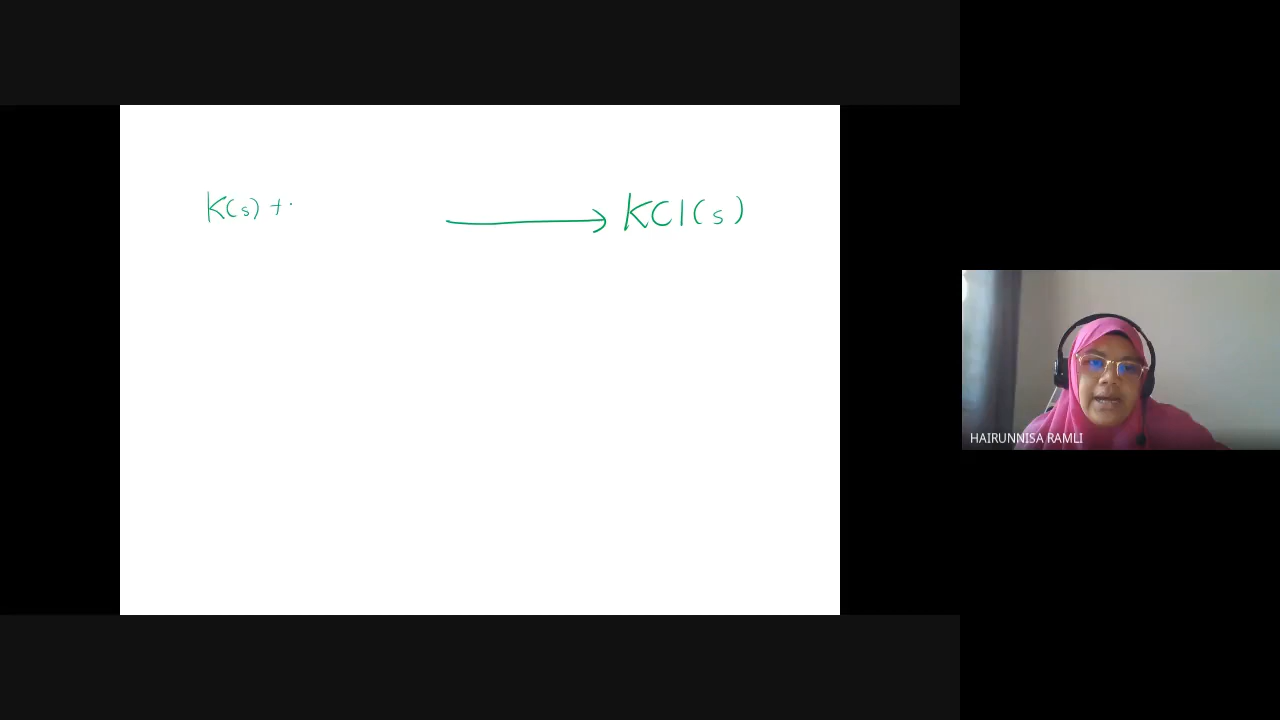 K(s) + → KCl(s)
HAIRUNNISA RAMLI